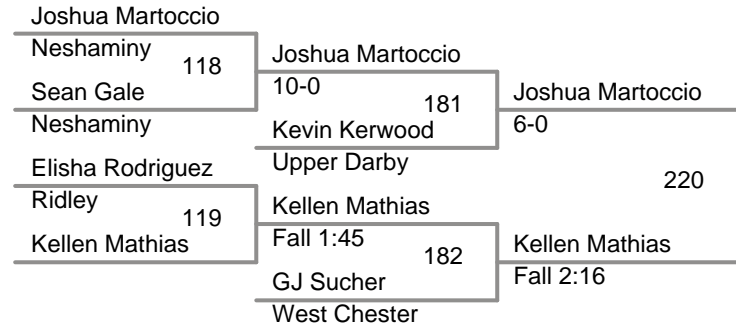 Joshua Martoccio
Neshaminy
118
Sean Gale
Neshaminy
Elisha Rodriguez
Ridley
119
Kellen Mathias
Joshua Martoccio
10-0
181
Kevin Kerwood
Upper Darby
Kellen Mathias
Fall 1:45
182
GJ Sucher
West Chester
Joshua Martoccio
6-0
220
Kellen Mathias
Fall 2:16